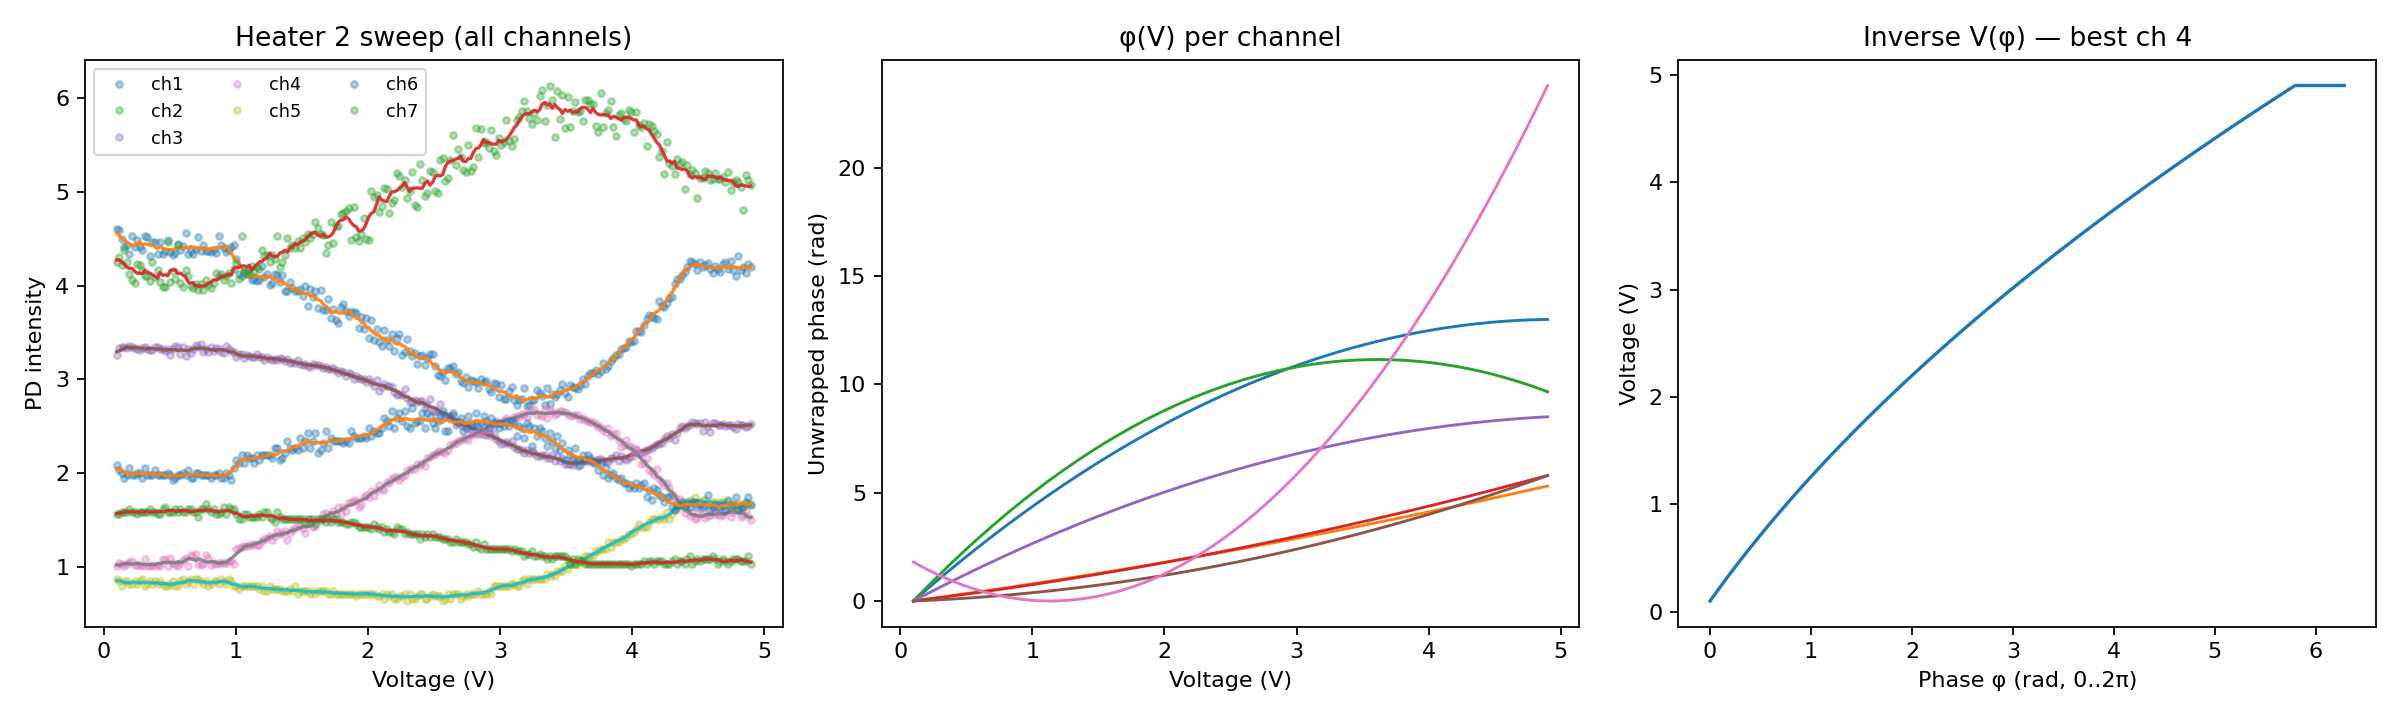 Heater 2 sweep (all channels)
PD intensity
6
5
4
3
2
1
ch1
ch2
ch3
ch4
ch5
ch6
ch7
0
1
2
3
4
5
Voltage (V)
φ(V) per channel
Unwrapped phase (rad)
20
15
10
5
0
0
1
2
3
4
5
Voltage (V)
Inverse V(φ) — best ch 4
Voltage (V)
5
4
3
2
1
0
0
1
2
3
4
5
6
Phase φ (rad, 0..2π)